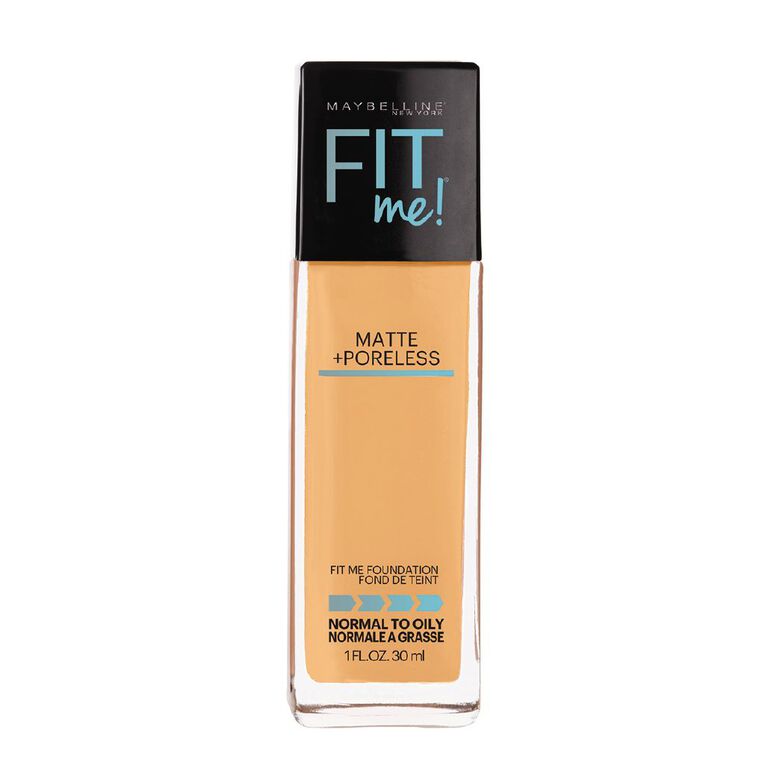 MAYBELLINE®
NEW YORK
FIT
me!®
MATTE
+PORELESS
FIT ME FOUNDATION
FOND DE TEINT
NORMAL TO OILY
NORMALE A GRASSE
1 FL.OZ. 30 ml